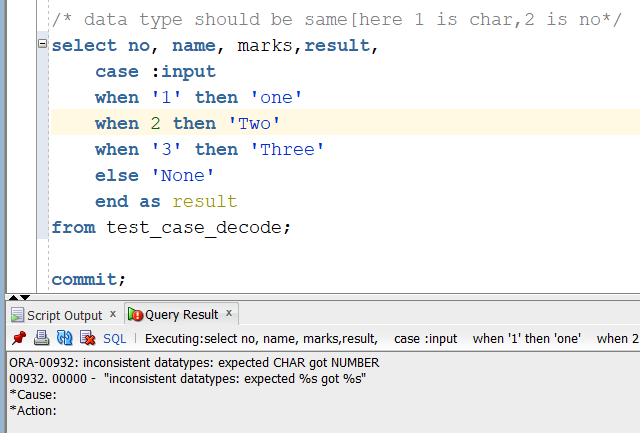 /* data type should be same[here 1 is char,2 is no*/
select no, name, marks,result,
case :input
when '1' then 'one'
when 2 then 'Two'
when '3' then 'Three'
else 'None'
end as result
from test_case_decode;
commit;
Script Output x Query Result x
SQL | Executing:select no, name, marks,result, case :input when '1' then 'one' when 2
ORA-00932: inconsistent datatypes: expected CHAR got NUMBER
00932. 00000 - "inconsistent datatypes: expected %s got %s"
*Cause:
*Action: